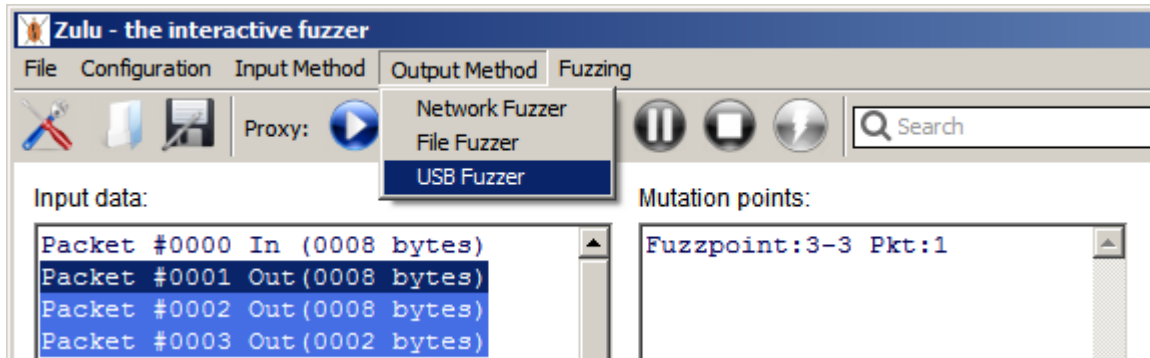 Zulu - the interactive fuzzer
File Configuration Input Method Output Method Fuzzing
Network Fuzzer
File Fuzzer
USB Fuzzer
Proxy:
Search
Input data:
Packet #0000 In (0008 bytes)
Packet #0001 Out(0008 bytes)
Packet #0002 Out(0008 bytes)
Packet #0003 Out(0002 bytes)
Mutation points:
Fuzzpoint:3-3 Pkt:1